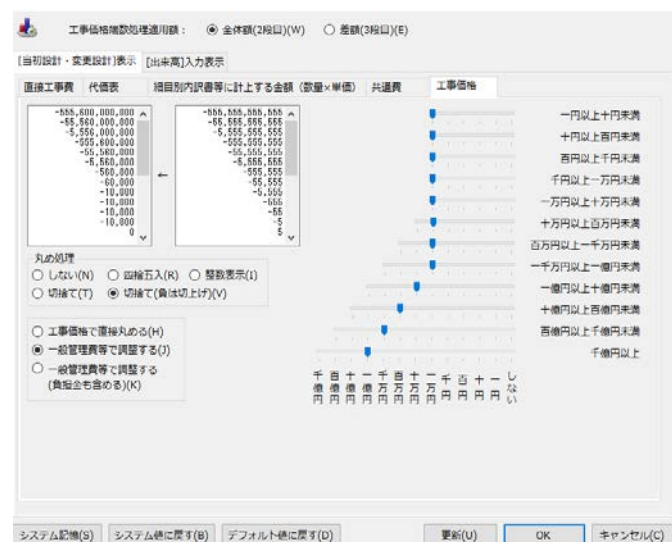 工事価格端数処理適用額： 全体額(2段目)(W) 差額(3段目)(E)
[当初設計・変更設計]表示 [出来高]入力表示
直接工事費 代価表 細目別内訳書等に計上する金額（数量×単価） 共通費 工事価格
-555,600,000,000
-55,560,000,000
-5,556,000,000
-555,600,000
-55,560,000
-5,560,000
-560,000
-60,000
-10,000
-10,000
-10,000
-10,000
0
←
-555,555,555,555
-55,555,555,555
-5,555,555,555
-555,555,555
-55,555,555
-5,555,555
-555,555
-55,555
-5,555
-555
-55
-5
5
一円以上十円未満
十円以上百円未満
百円以上千円未満
千円以上一万円未満
一万円以上十万円未満
十万円以上百万円未満
百万円以上一千万円未満
一千万円以上一億円未満
一億円以上十億円未満
十億円以上百億円未満
百億円以上千億円未満
千億円以上
千億円 百億円 十億円 一億円 千万円 百万円 十万円 一万円 千円 百円 十円 一円 しない
丸め処理
しない(N) 四捨五入(R) 整数表示(I)
切捨て(T) 切捨て(負は切上げ)(V)
工事価格で直接丸める(H)
一般管理費等で調整する(J)
一般管理費等で調整する
(負担金も含める)(K)
システム記憶(S) システム値に戻す(B) デフォルト値に戻す(D) 更新(U) OK キャンセル(C)